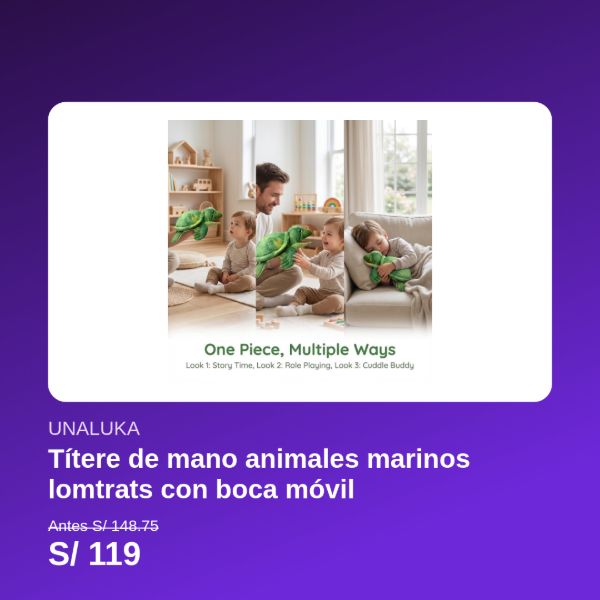 One Piece, Multiple Ways
Look 1: Story Time, Look 2: Role Playing, Look 3: Cuddle Buddy
UNALUKA
Títere de mano animales marinos
lomtrats con boca móvil
Antes S/ 148.75
S/ 119